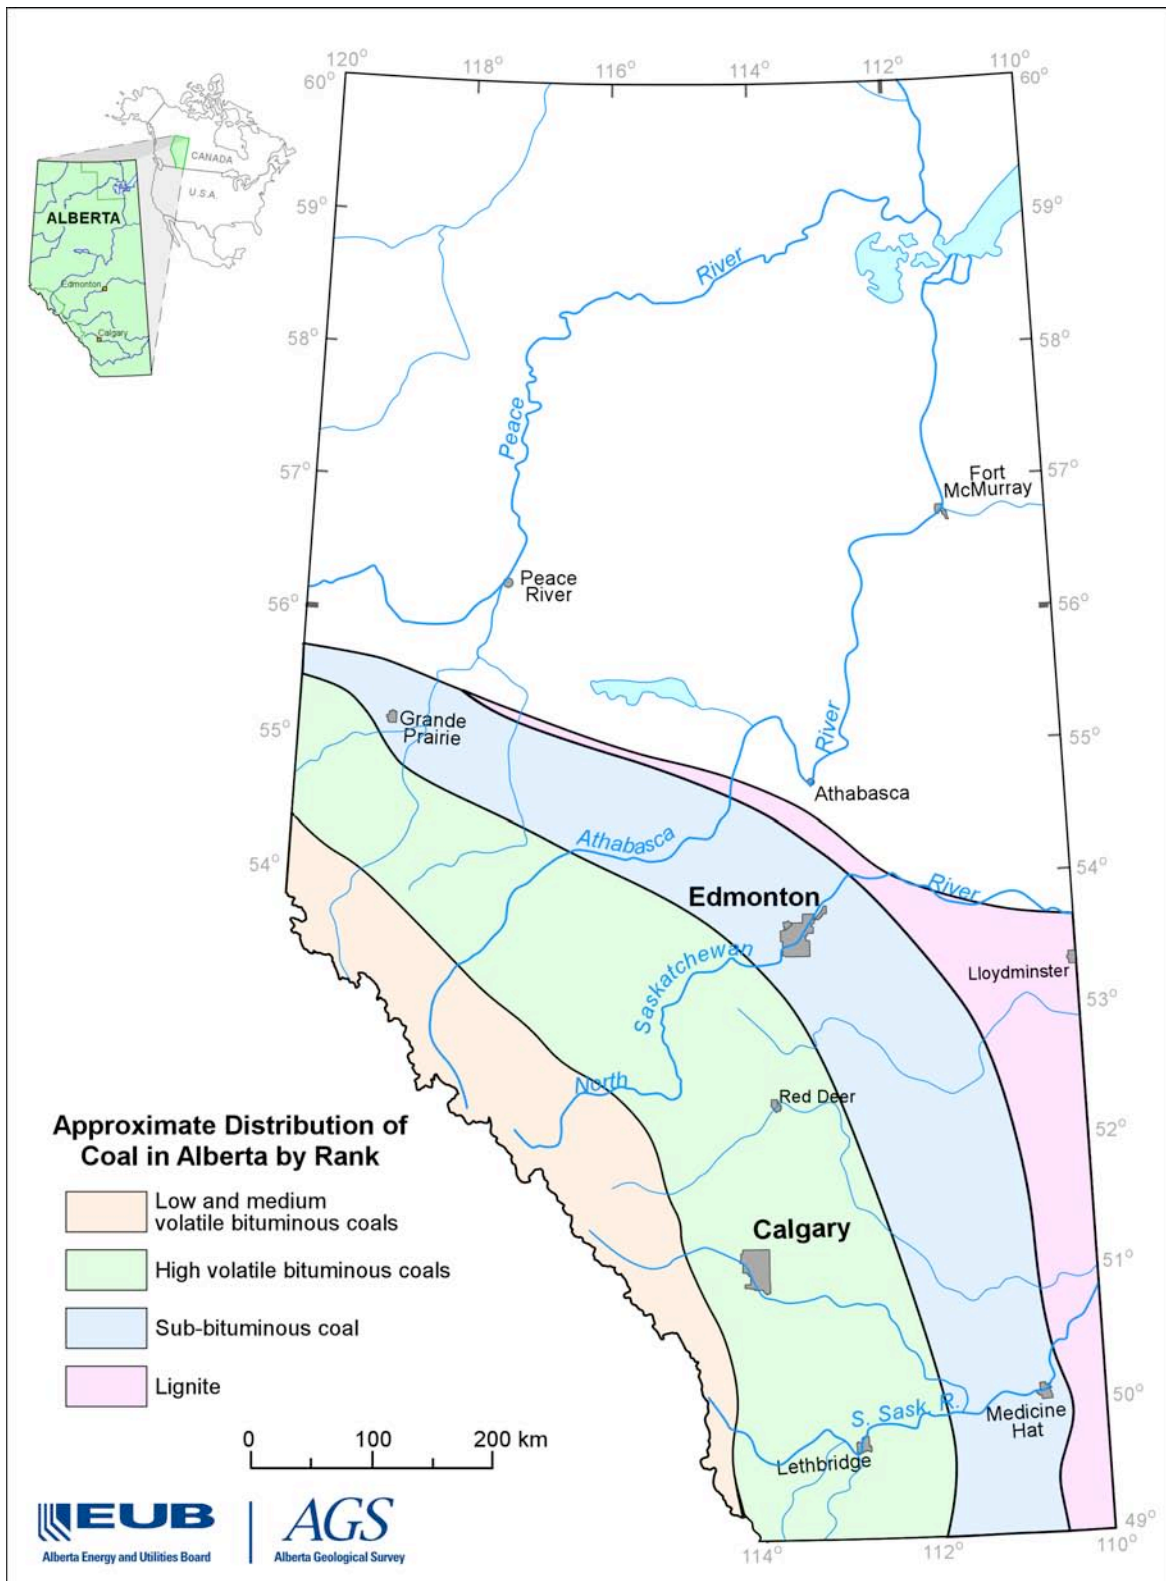 120° 118° 116° 114° 112° 110°
60° 60°
CANADA
U.S.A.
ALBERTA
Edmonton
Calgary
59° 59°
River
58° 58°
Peace
57° 57°
Fort
McMurray
Peace
River
56° 56°
Grande
Prairie
55° 55°
River
Athabasca
Athabasca
54° 54°
River
Edmonton
Saskatchewan
Lloydminster
53°
North
Red Deer
52°
Approximate Distribution of
Coal in Alberta by Rank
Low and medium
volatile bituminous coals
High volatile bituminous coals
Sub-bituminous coal
Lignite
Calgary
51°
50°
S. Sask. R.
Medicine
Hat
Lethbridge
0 100 200 km
49°
114° 112° 110°
EUB
Alberta Energy and Utilities Board
AGS
Alberta Geological Survey